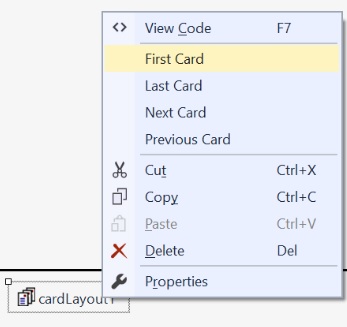 View Code F7
First Card
Last Card
Next Card
Previous Card
Cut Ctrl+X
Copy Ctrl+C
Paste Ctrl+V
Delete Del
Properties
cardLayout1